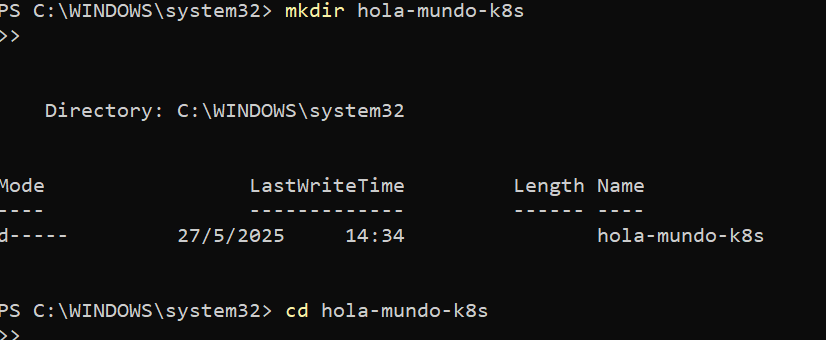 PS C:\WINDOWS\system32> mkdir hola-mundo-k8s
>>
Directory: C:\WINDOWS\system32
Mode                 LastWriteTime         Length Name
----                 -------------         ------ ----
d-----         27/5/2025     14:34                hola-mundo-k8s
PS C:\WINDOWS\system32> cd hola-mundo-k8s
>>